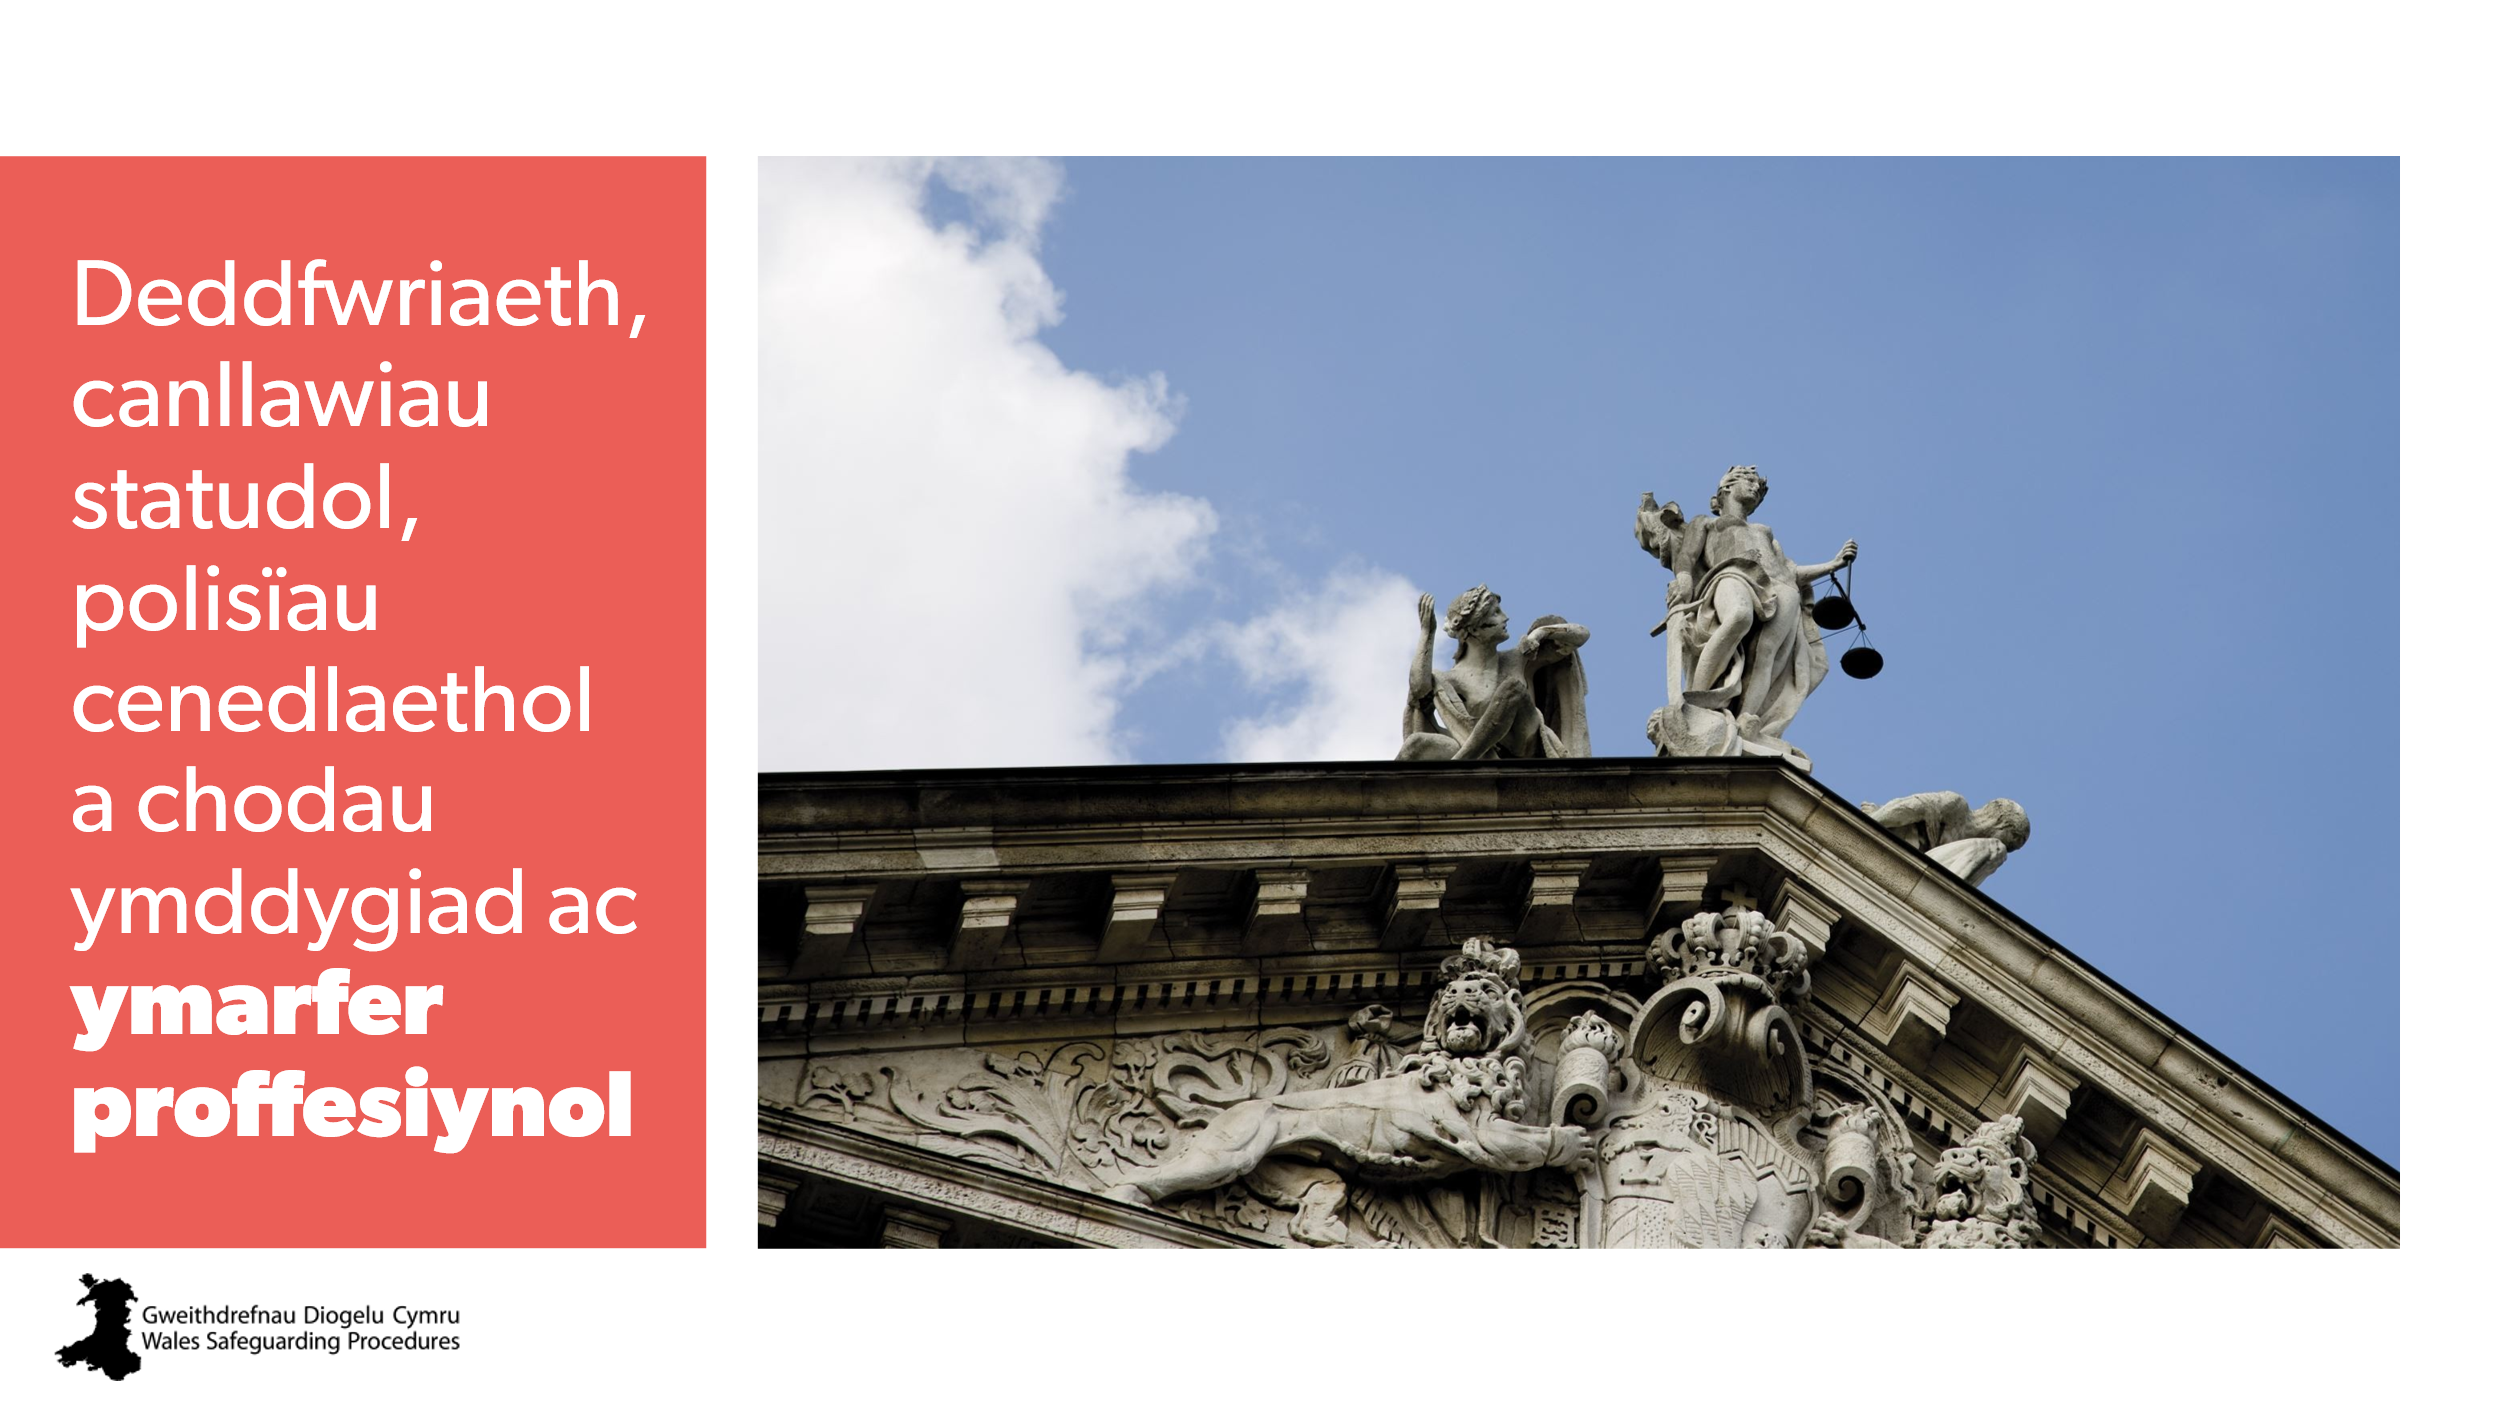 Deddfwriaeth,
canllawiau
statudol,
polisïau
cenedlaethol
a chodau
ymddygiad ac
ymarfer
proffesiynol
Gweithdrefnau Diogelu Cymru
Wales Safeguarding Procedures